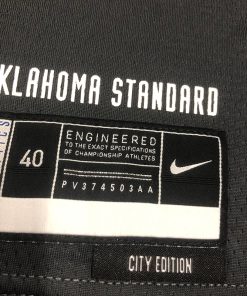 KLAHOMA STANDARD
40
ENGINEERED
TO THE EXACT SPECIFICATIONS
OF CHAMPIONSHIP ATHLETES
PV374503AA
CITY EDITION